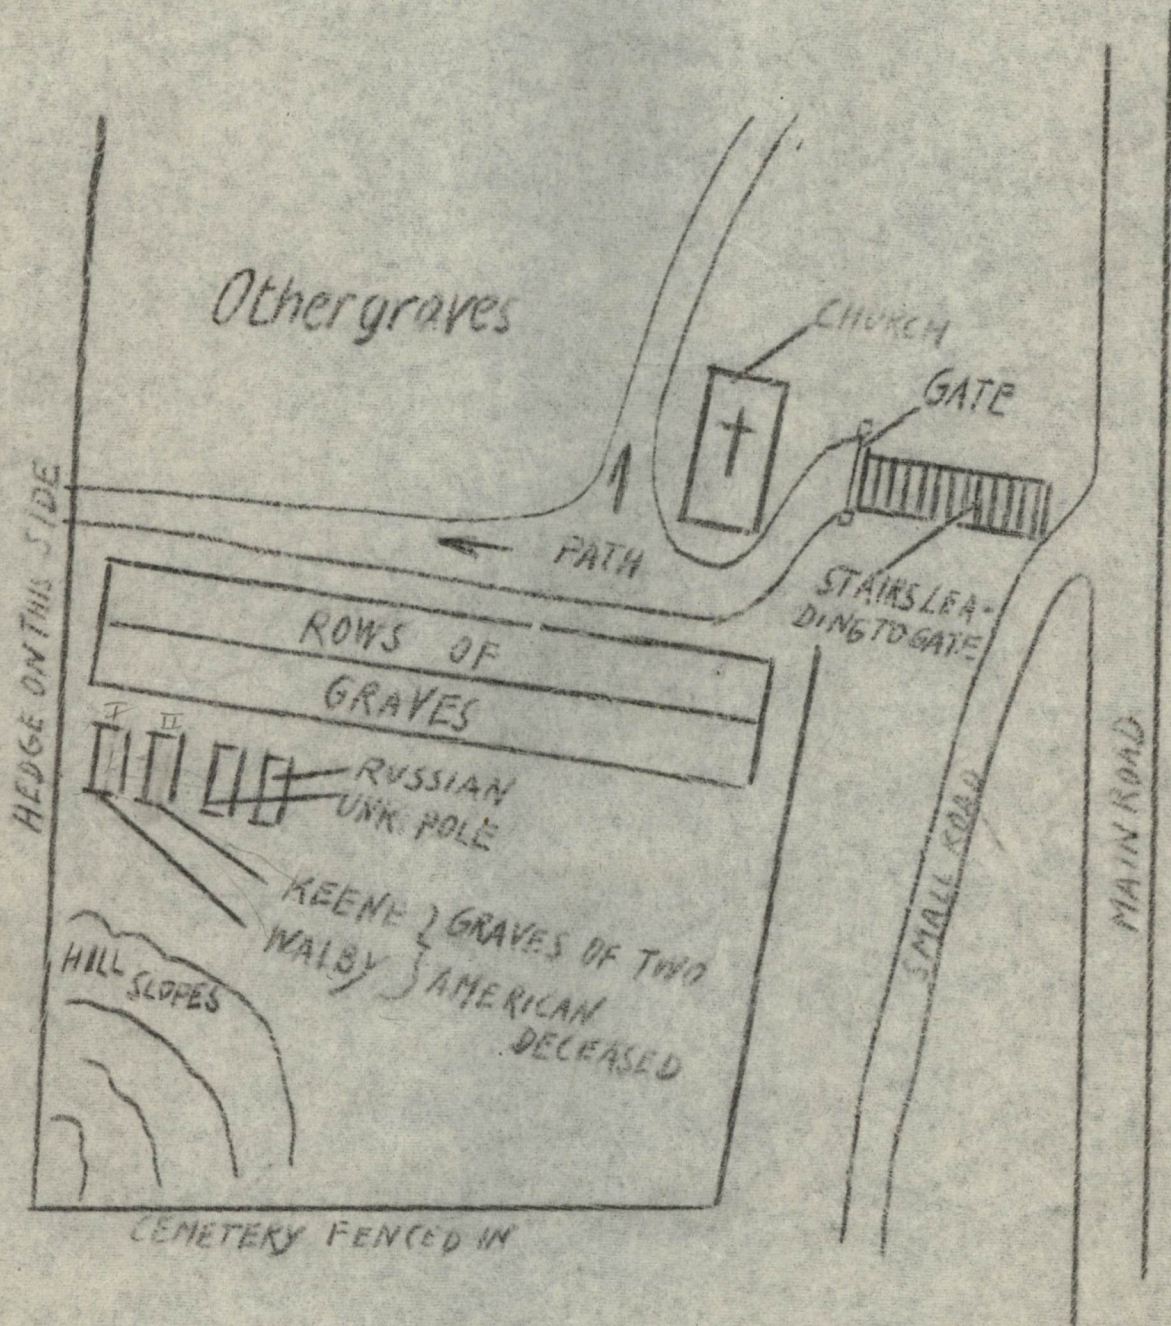 Othergraves
CHURCH
GATE
HEDGE ON THIS SIDE
PATH
STAIRS LEA-
DING TO GATE
ROWS OF
GRAVES
I
II
RUSSIAN
UNK. POLE
KEENE } GRAVES OF TWO
WALBY } AMERICAN
DECEASED
HILL
SLOPES
SMALL ROAD
MAIN ROAD
CEMETERY FENCED IN